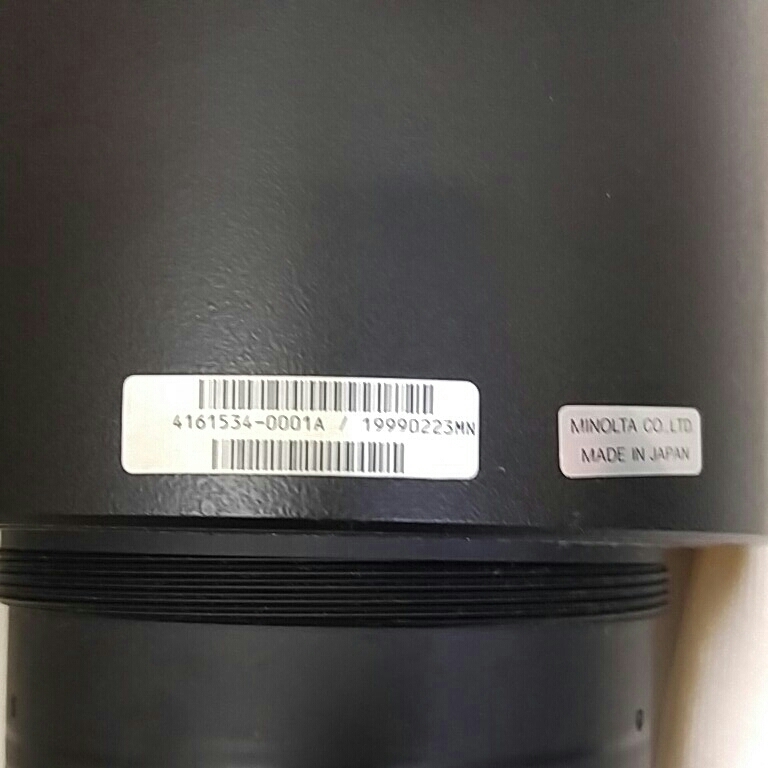 4161534-0001A / 19990223MN
MINOLTA CO.,LTD.
MADE IN JAPAN